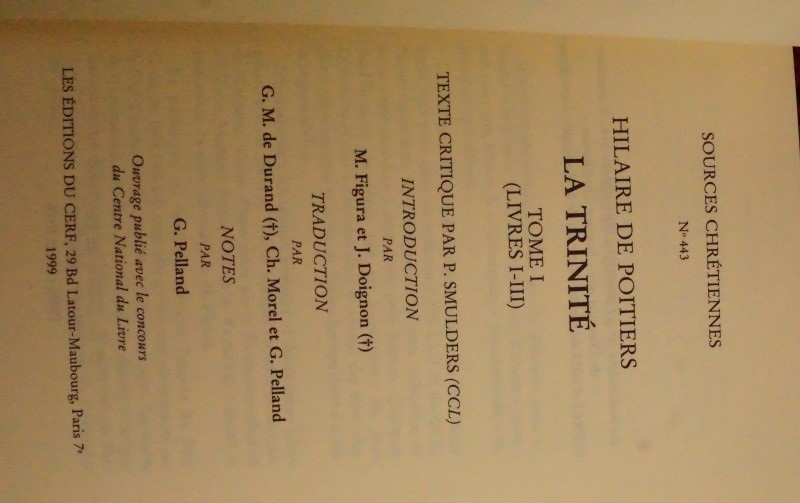 SOURCES CHRÉTIENNES
Nº 443
HILAIRE DE POITIERS
LA TRINITÉ
TOME I
(LIVRES I-III)
TEXTE CRITIQUE PAR P. SMULDERS (CCL)
INTRODUCTION
PAR
M. Figura et J. Doignon (†)
TRADUCTION
PAR
G. M. de Durand (†), Ch. Morel et G. Pelland
NOTES
PAR
G. Pelland
Ouvrage publié avec le concours
du Centre National du Livre
LES ÉDITIONS DU CERF, 29 Bd Latour-Maubourg, Paris 7e
1999